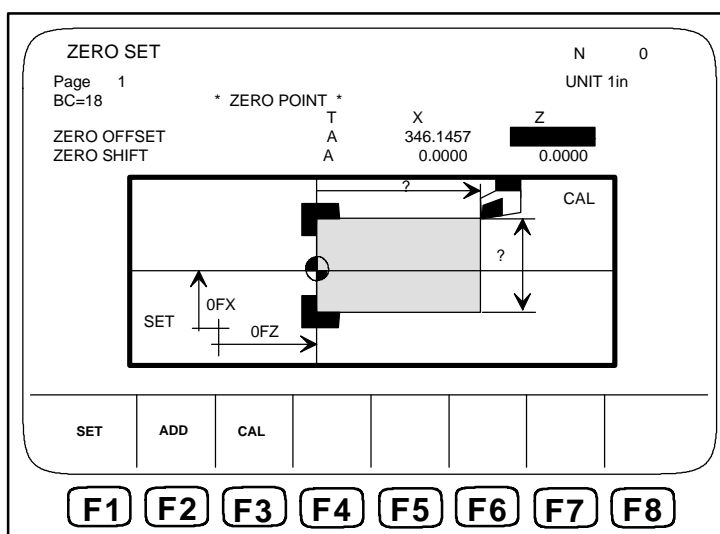 ZERO SET N 0
Page 1 UNIT 1in
BC=18 * ZERO POINT *
T X Z
ZERO OFFSET A 346.1457
ZERO SHIFT A 0.0000 0.0000
? CAL
?
0FX
SET 0FZ
SET ADD CAL
F1 F2 F3 F4 F5 F6 F7 F8